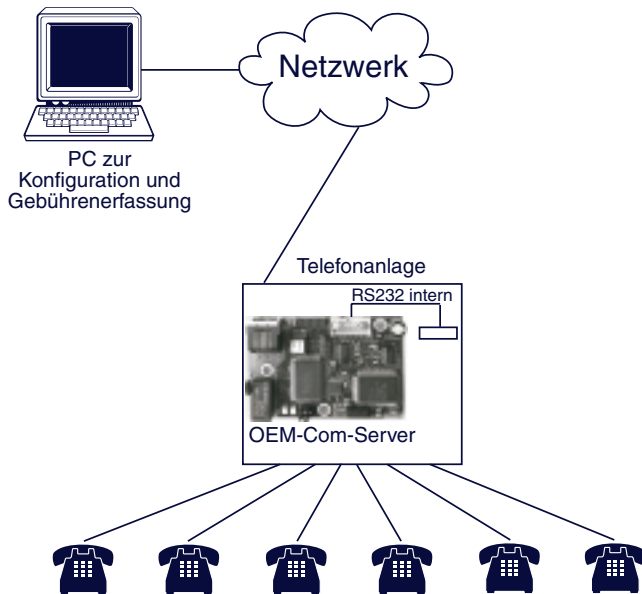 Netzwerk
PC zur
Konfiguration und
Gebührenerfassung
Telefonanlage
RS232 intern
OEM-Com-Server